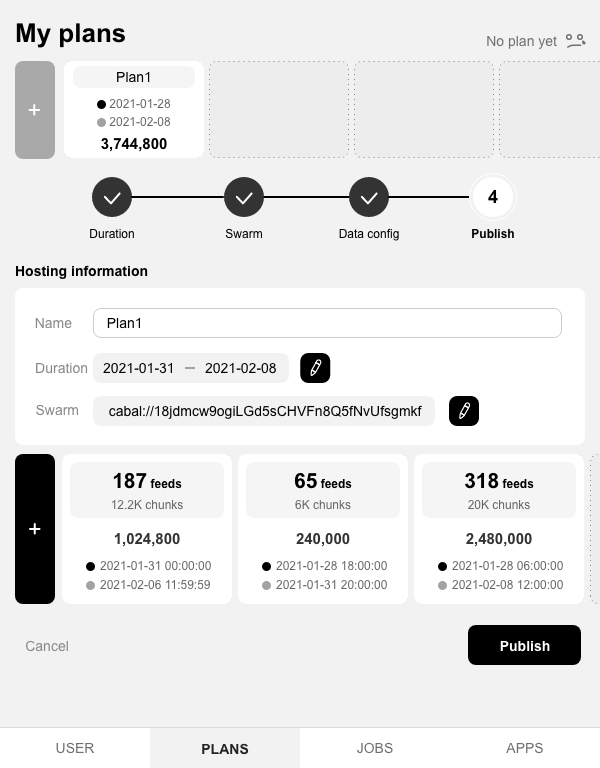 My plans
No plan yet
+
Plan1
2021-01-28
2021-02-08
3,744,800
4
Duration
Swarm
Data config
Publish
Hosting information
Name
Plan1
Duration
2021-01-31 — 2021-02-08
Swarm
cabal://18jdmcw9ogiLGd5sCHVFn8Q5fNvUfsgmkf
+
187 feeds
12.2K chunks
1,024,800
2021-01-31 00:00:00
2021-02-06 11:59:59
65 feeds
6K chunks
240,000
2021-01-28 18:00:00
2021-01-31 20:00:00
318 feeds
20K chunks
2,480,000
2021-01-28 06:00:00
2021-02-08 12:00:00
Cancel
Publish
USER
PLANS
JOBS
APPS